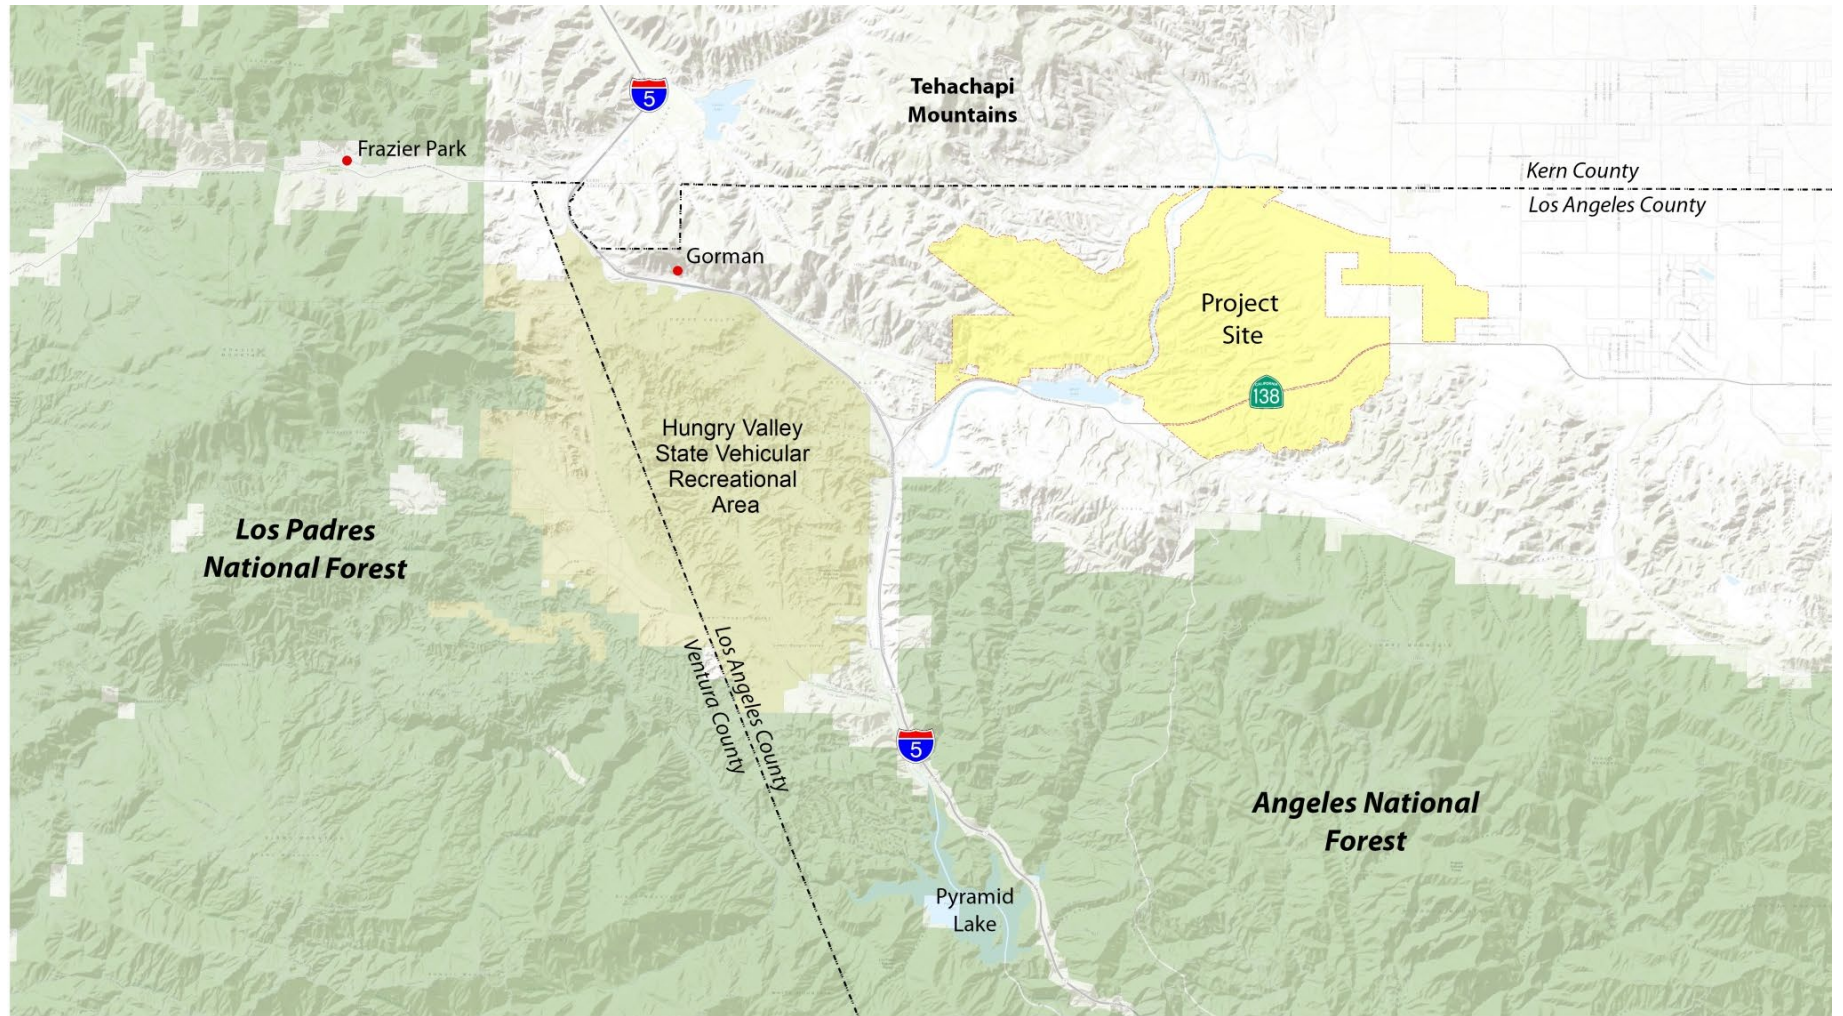 5
Tehachapi
Mountains
Frazier Park
Kern County
Los Angeles County
Gorman
Project
Site
CALIFORNIA
138
Hungry Valley
State Vehicular
Recreational
Area
Los Padres
National Forest
Los Angeles County
Ventura County
5
Angeles National
Forest
Pyramid
Lake